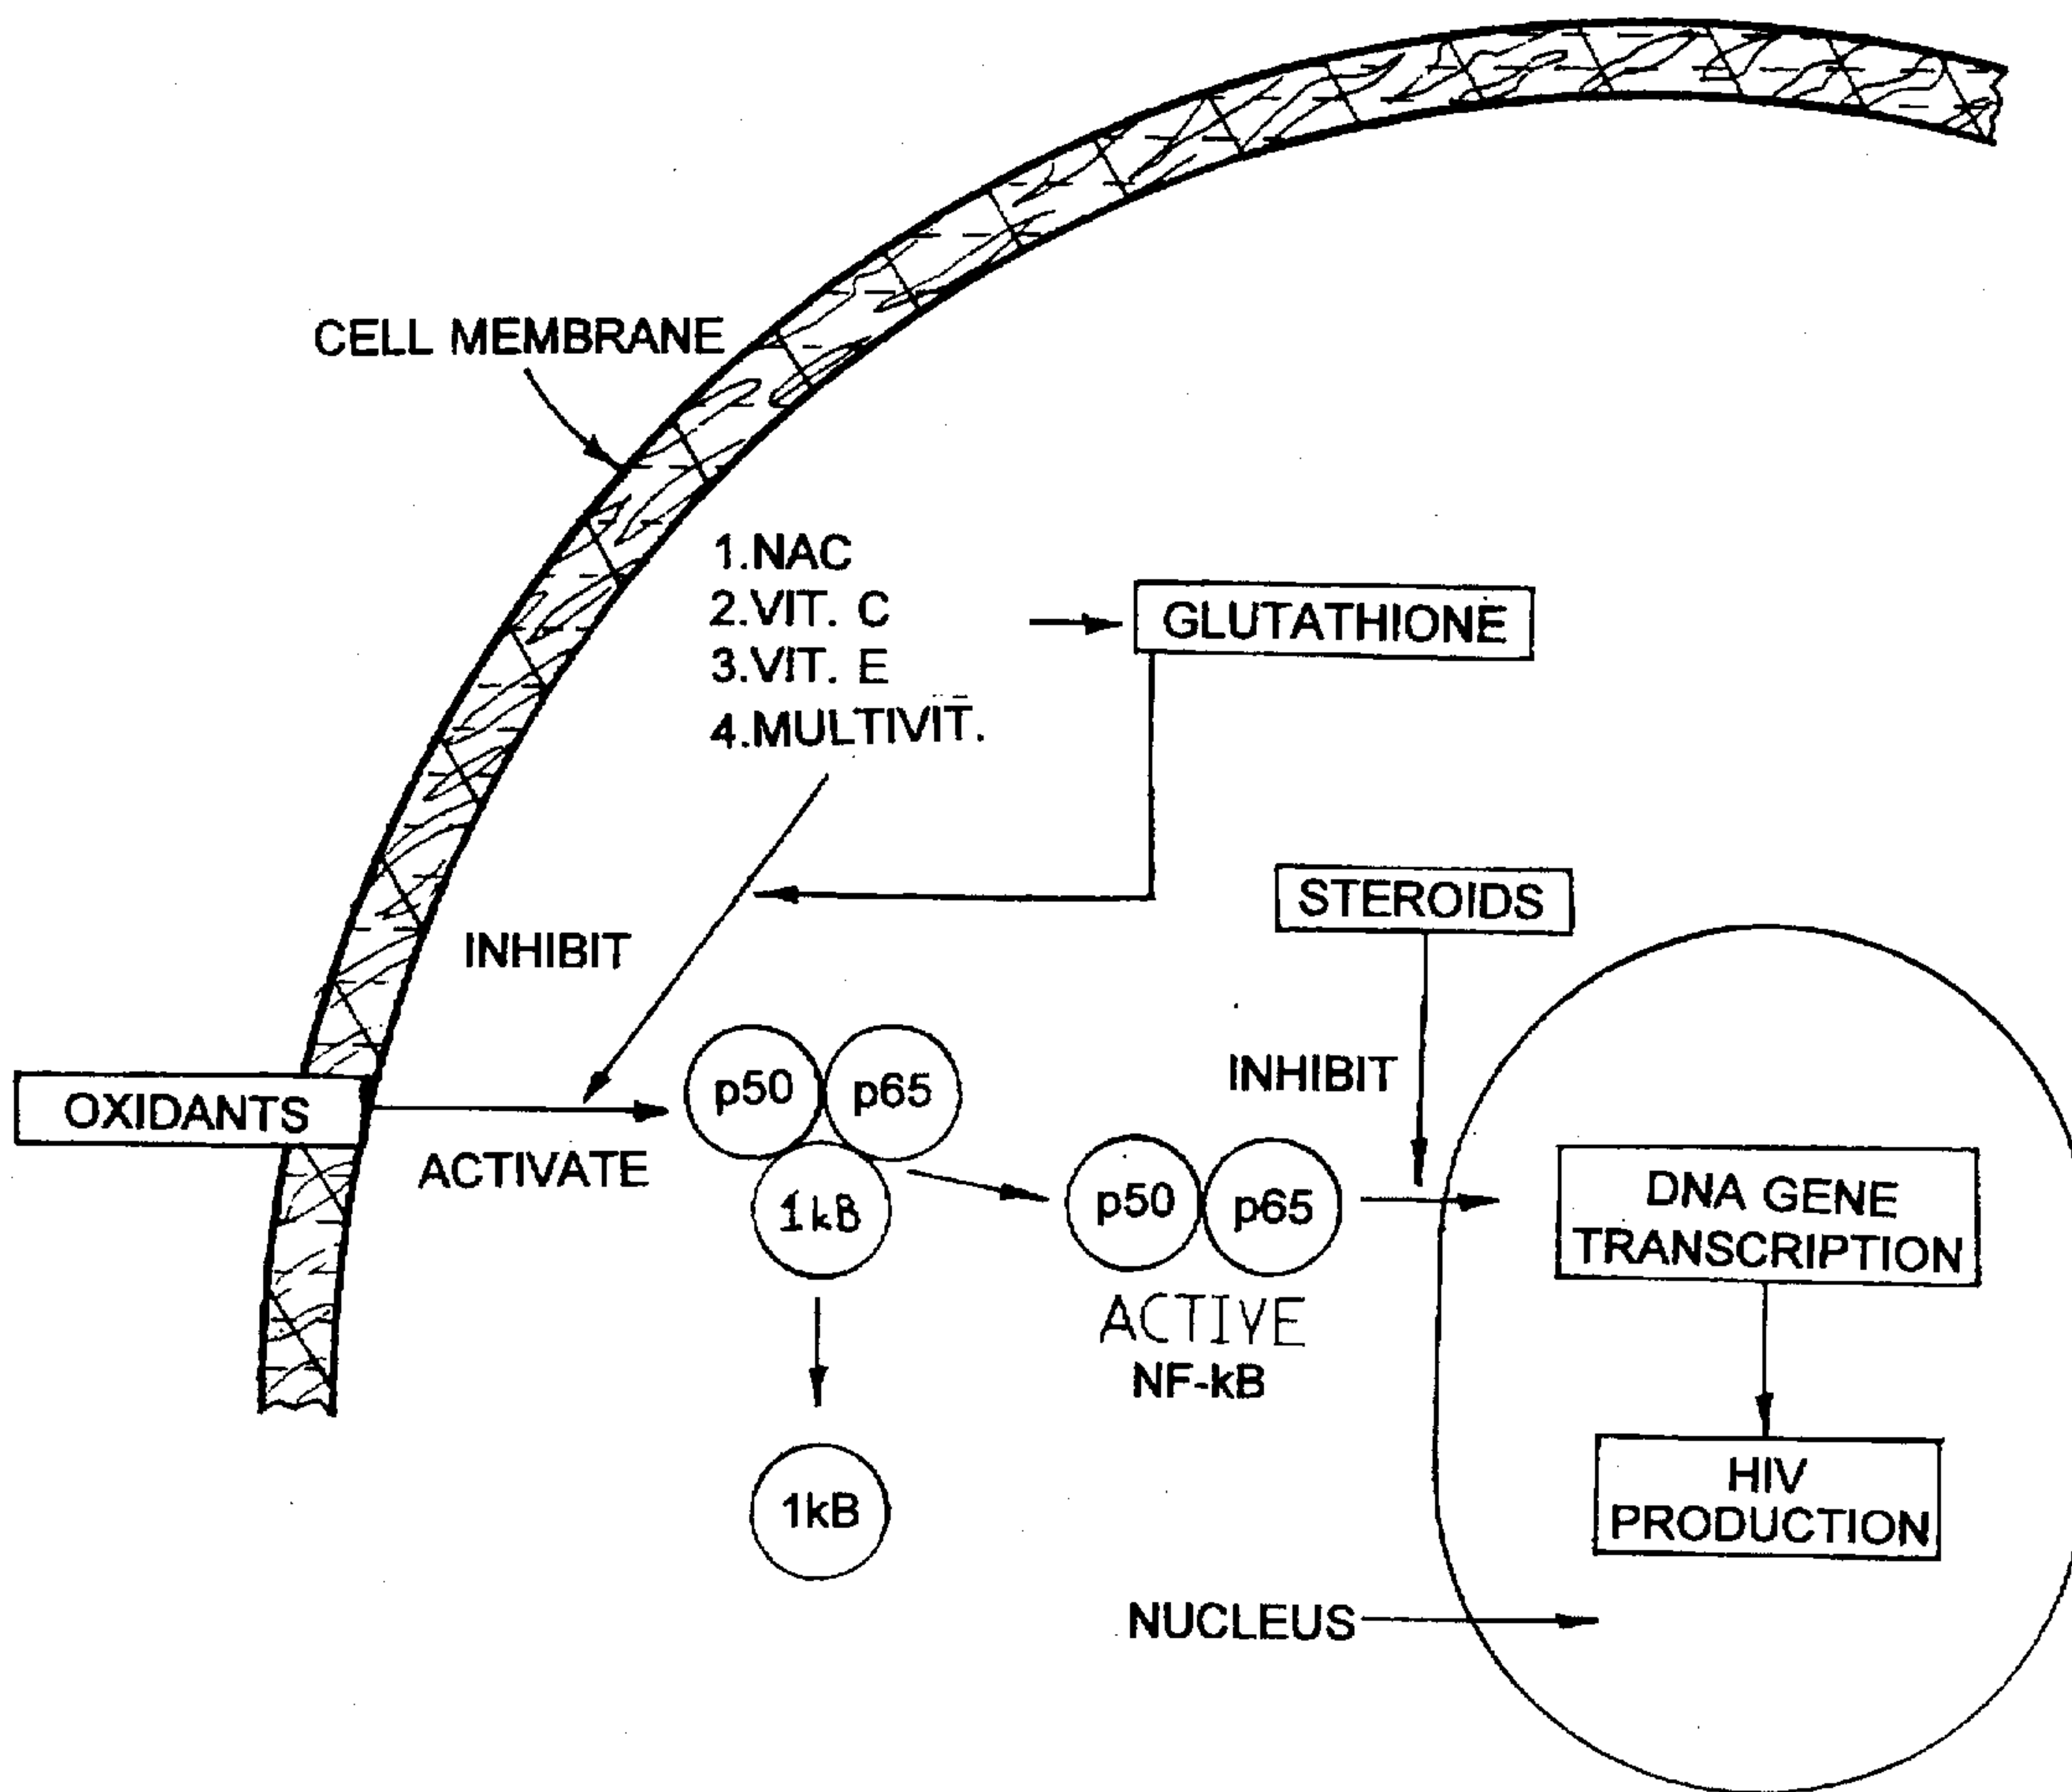 CELL MEMBRANE
1.NAC
2.VIT. C
3.VIT. E
4.MULTIVIT.
GLUTATHIONE
STEROIDS
INHIBIT
INHIBIT
OXIDANTS
ACTIVATE
p50
p65
1kB
p50
p65
ACTIVE
NF-kB
1kB
DNA GENE
TRANSCRIPTION
HIV
PRODUCTION
NUCLEUS